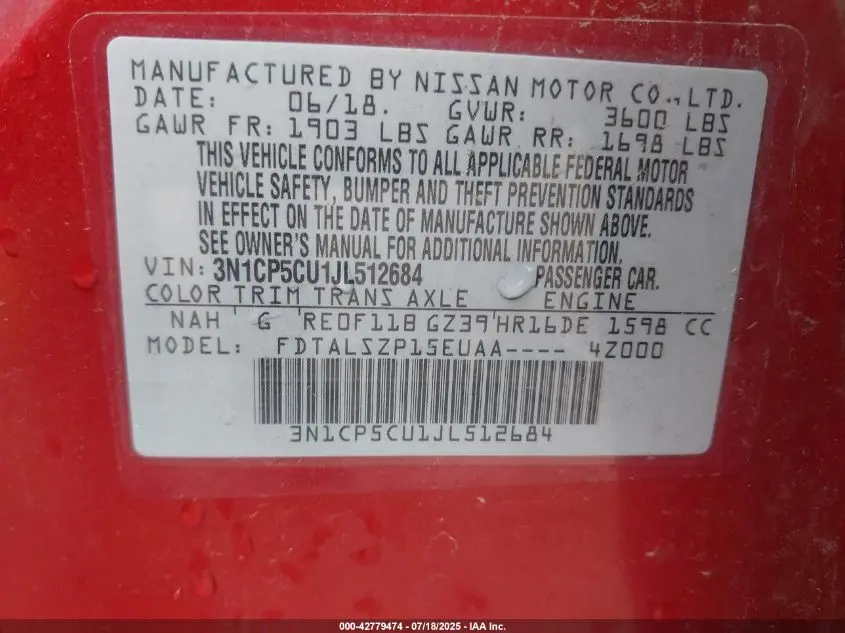 MANUFACTURED BY NISSAN MOTOR CO., LTD.
DATE: 06/18. GVWR: 3600 LBS
GAWR FR: 1903 LBS GAWR RR: 1698 LBS
THIS VEHICLE CONFORMS TO ALL APPLICABLE FEDERAL MOTOR
VEHICLE SAFETY, BUMPER AND THEFT PREVENTION STANDARDS
IN EFFECT ON THE DATE OF MANUFACTURE SHOWN ABOVE.
SEE OWNER'S MANUAL FOR ADDITIONAL INFORMATION.
VIN: 3N1CP5CU1JL512684 PASSENGER CAR.
COLOR TRIM TRANS AXLE ENGINE
NAH G RE0F11B GZ39 HR16DE 1598 CC
MODEL: FDTALSZP15EUAA---- 4Z000
3N1CP5CU1JL512684
000-42779474 - 07/18/2025 - IAA Inc.